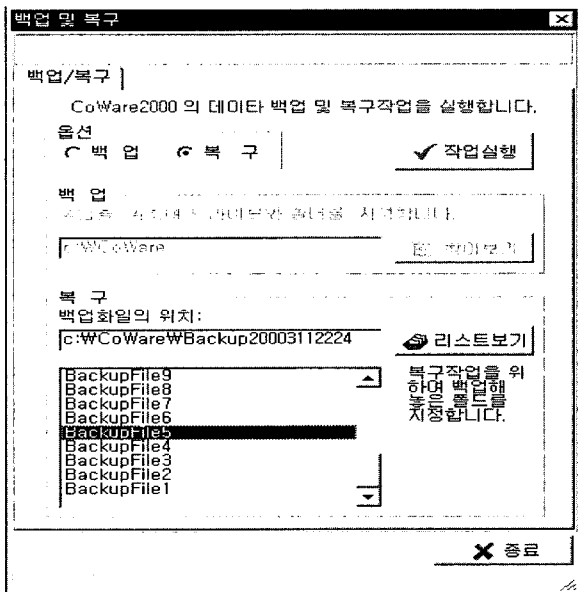 백업 및 복구
백업/복구
CoWare2000 의 데이타 백업 및 복구작업을 실행합니다.
옵션
백 업 복 구
작업실행
백 업
c:\CoWare
복 구
백업화일의 위치:
c:₩CoWare₩Backup20003112224
리스트보기
BackupFile9
BackupFile8
BackupFile7
BackupFile6
BackupFile5
BackupFile4
BackupFile3
BackupFile2
BackupFile1
복구작업을 위
하며 백업해
놓은 폴드를
지정합니다.
종료